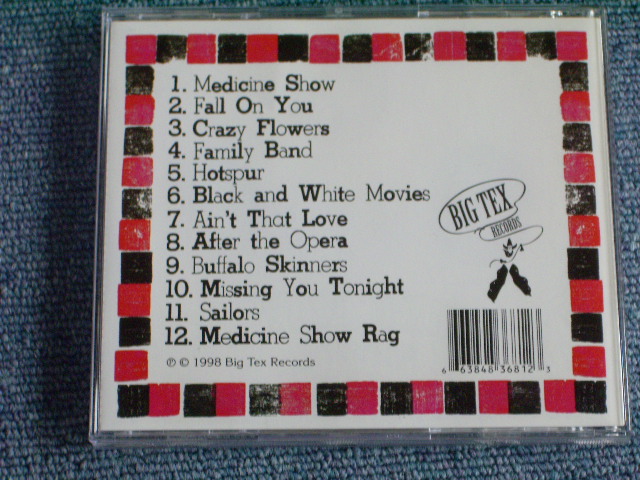 1. Medicine Show
2. Fall On You
3. Crazy Flowers
4. Family Band
5. Hotspur
6. Black and White Movies
7. Ain't That Love
8. After the Opera
9. Buffalo Skinners
10. Missing You Tonight
11. Sailors
12. Medicine Show Rag
℗ © 1998 Big Tex Records
BIG TEX
RECORDS
6 63848 36812 3